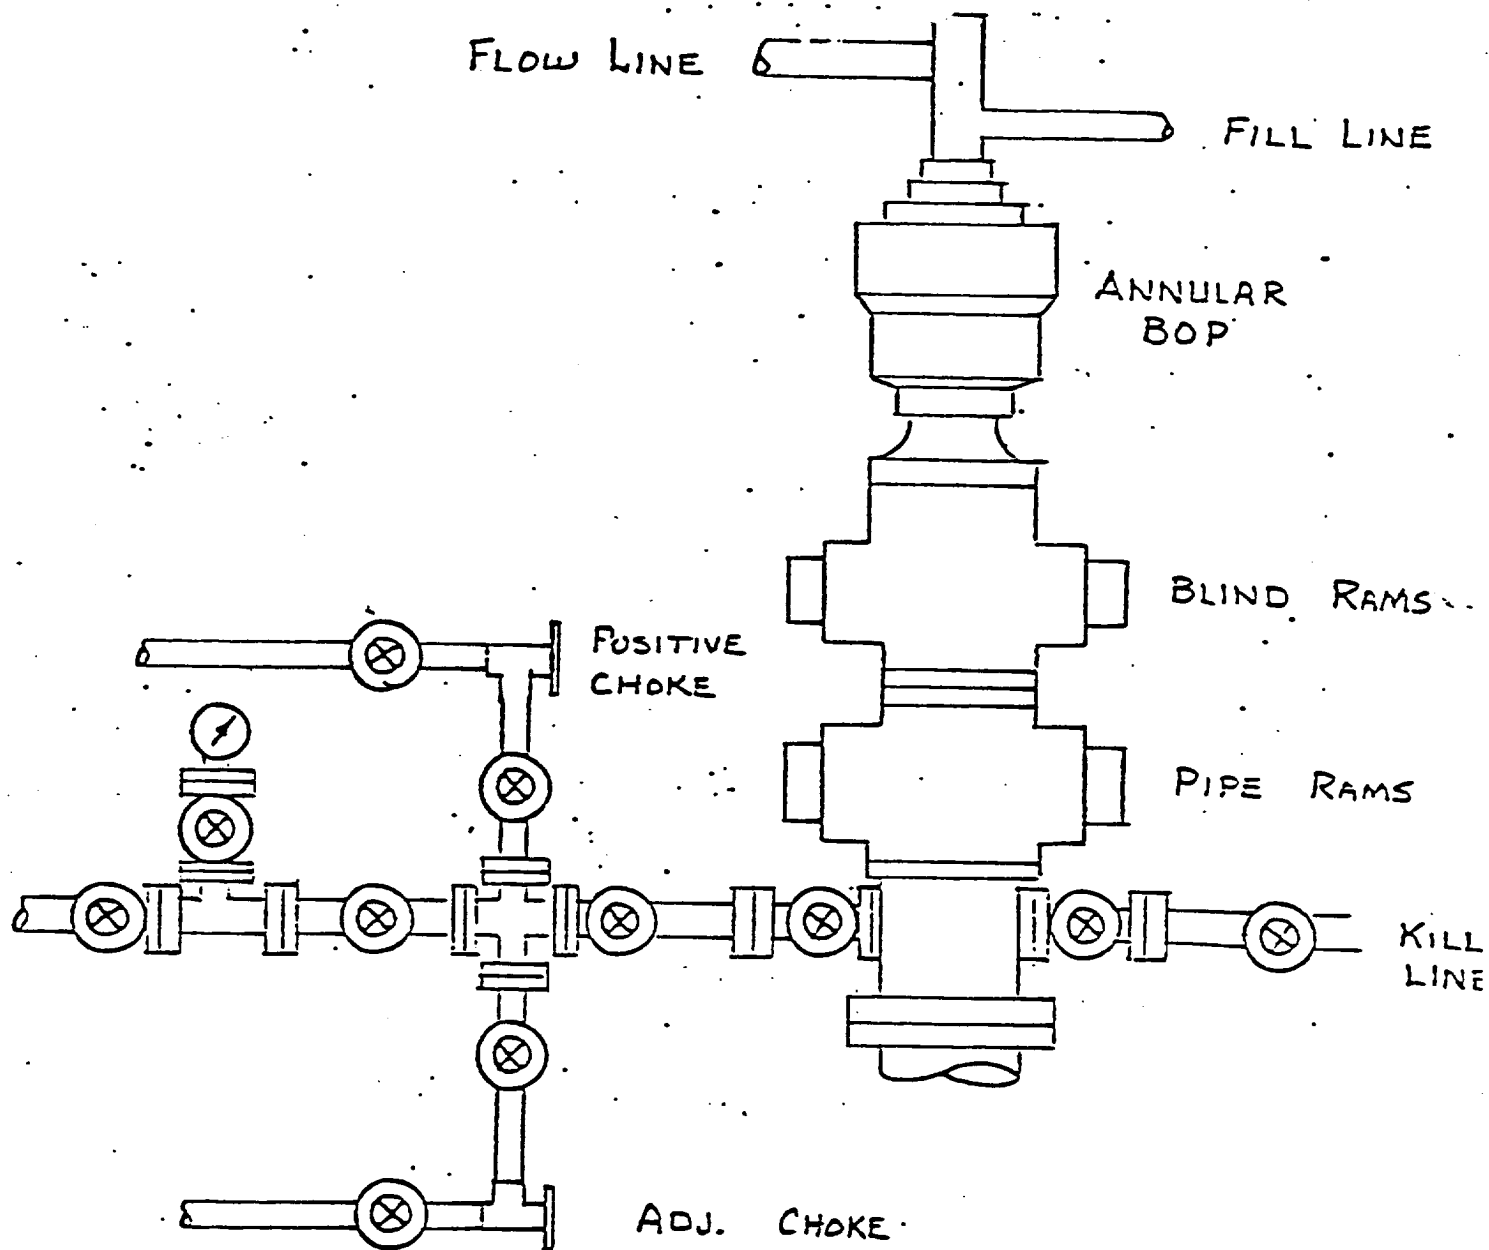 FLOW LINE
FILL LINE
ANNULAR
BOP
BLIND RAMS
POSITIVE
CHOKE
PIPE RAMS
KILL
LINE
ADJ. CHOKE